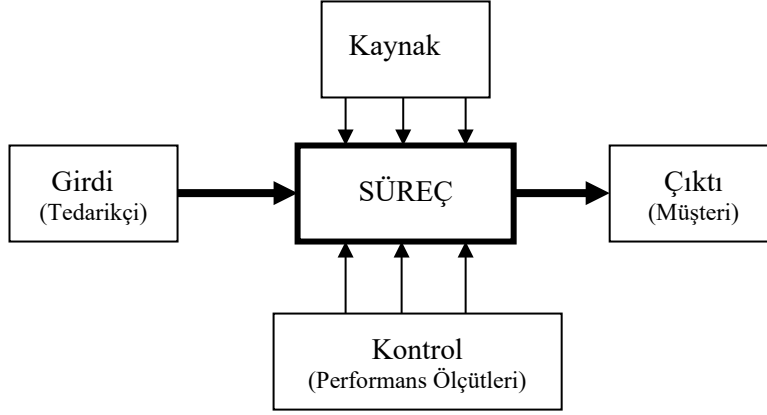 Kaynak
Girdi
(Tedarikçi)
SÜREÇ
Çıktı
(Müşteri)
Kontrol
(Performans Ölçütleri)